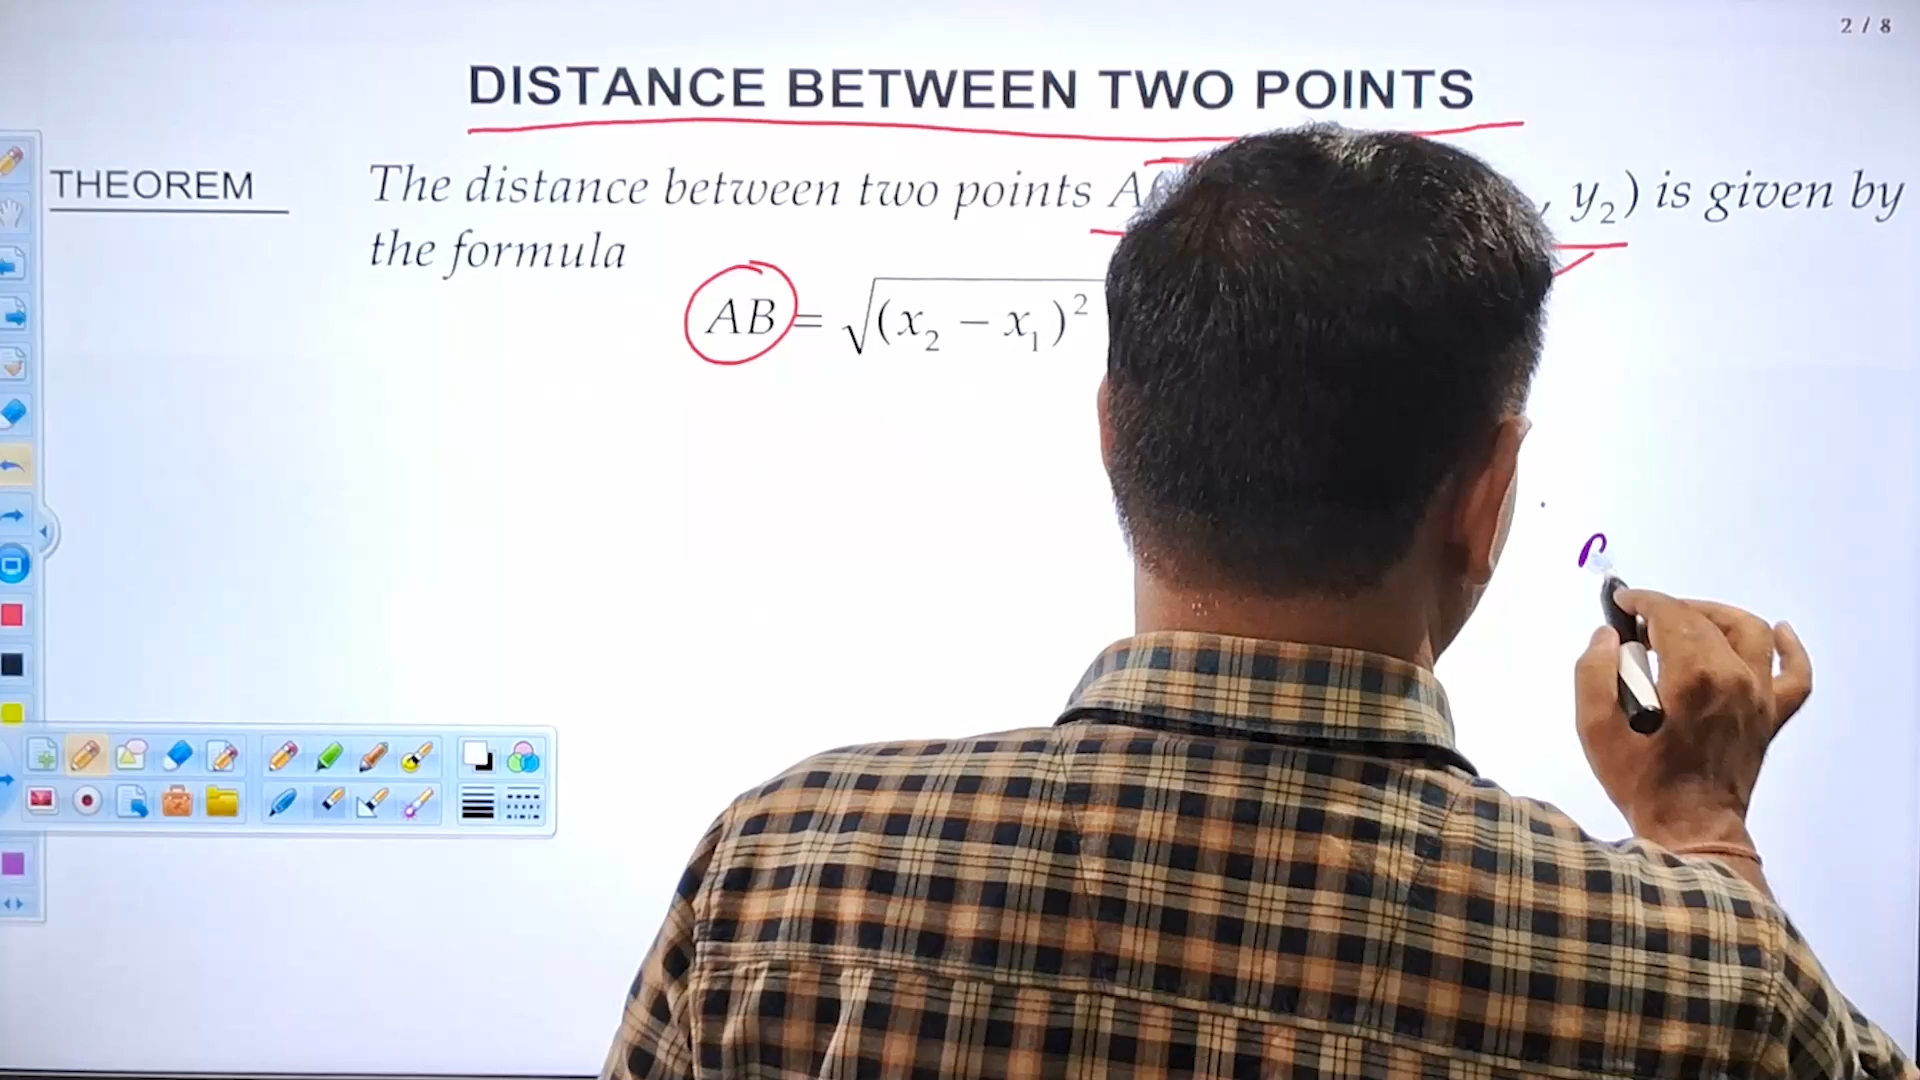 2 / 8
DISTANCE BETWEEN TWO POINTS
THEOREM The distance between two points A( , y₂) is given by
the formula
AB = √(x₂ − x₁)²